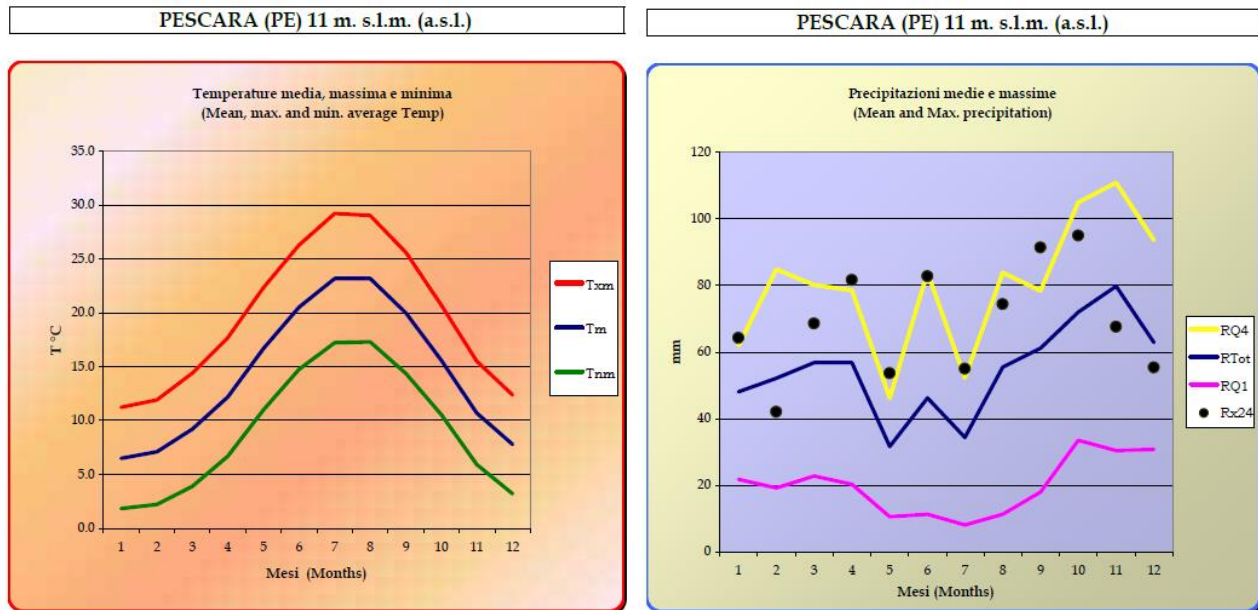 PESCARA (PE) 11 m. s.l.m. (a.s.l.)
Temperature media, massima e minima
(Mean, max. and min. average Temp)
35.0
30.0
25.0
20.0
15.0
10.0
5.0
0.0
T °C
1 2 3 4 5 6 7 8 9 10 11 12
Mesi (Months)
Txm
Tm
Tnm
PESCARA (PE) 11 m. s.l.m. (a.s.l.)
Precipitazioni medie e massime
(Mean and Max. precipitation)
120
100
80
60
40
20
0
mm
1 2 3 4 5 6 7 8 9 10 11 12
Mesi (Months)
RQ4
RTot
RQ1
Rx24